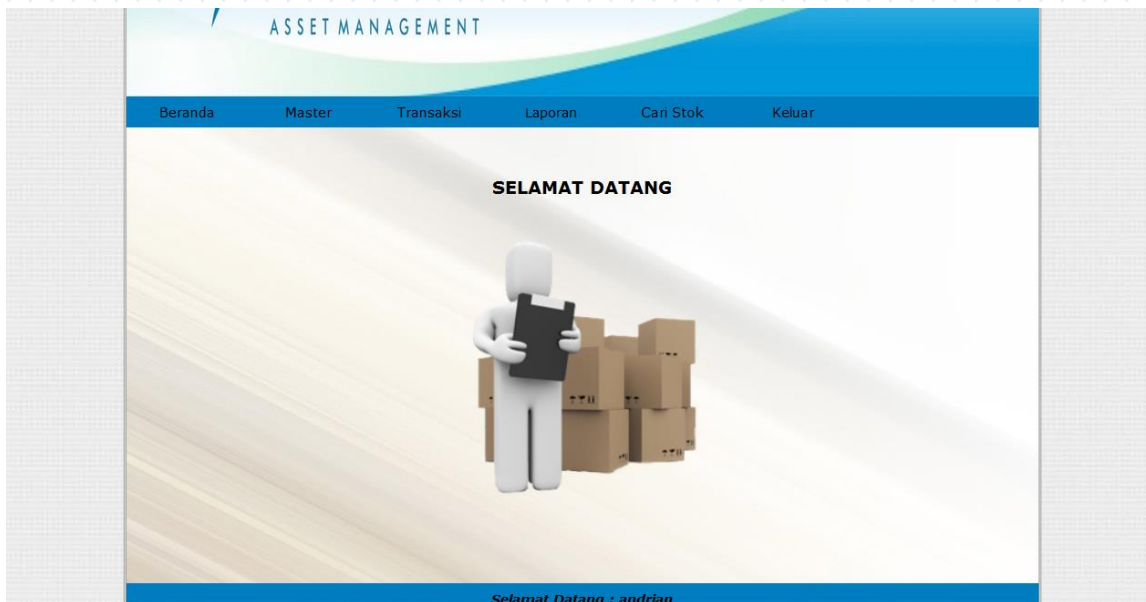 ASSET MANAGEMENT
Beranda Master Transaksi Laporan Cari Stok Keluar
SELAMAT DATANG
Selamat Datang : andrian